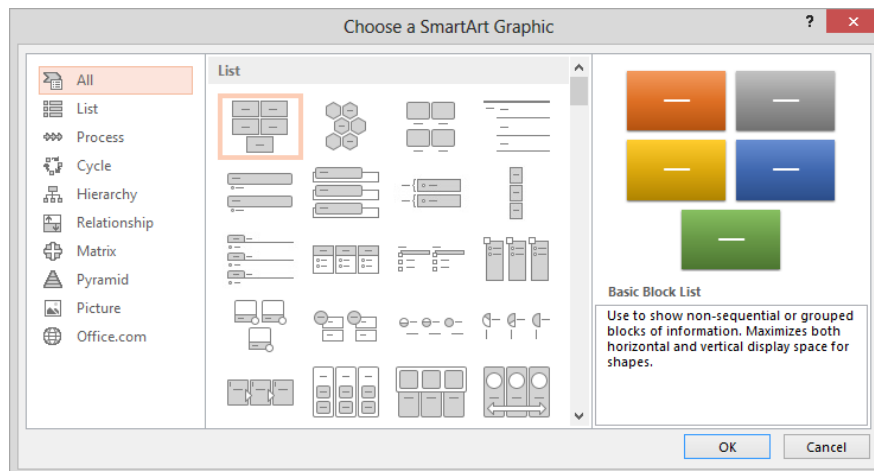 Choose a SmartArt Graphic
?
All
List
Process
Cycle
Hierarchy
Relationship
Matrix
Pyramid
Picture
Office.com
List
Basic Block List
Use to show non-sequential or grouped
blocks of information. Maximizes both
horizontal and vertical display space for
shapes.
OK
Cancel